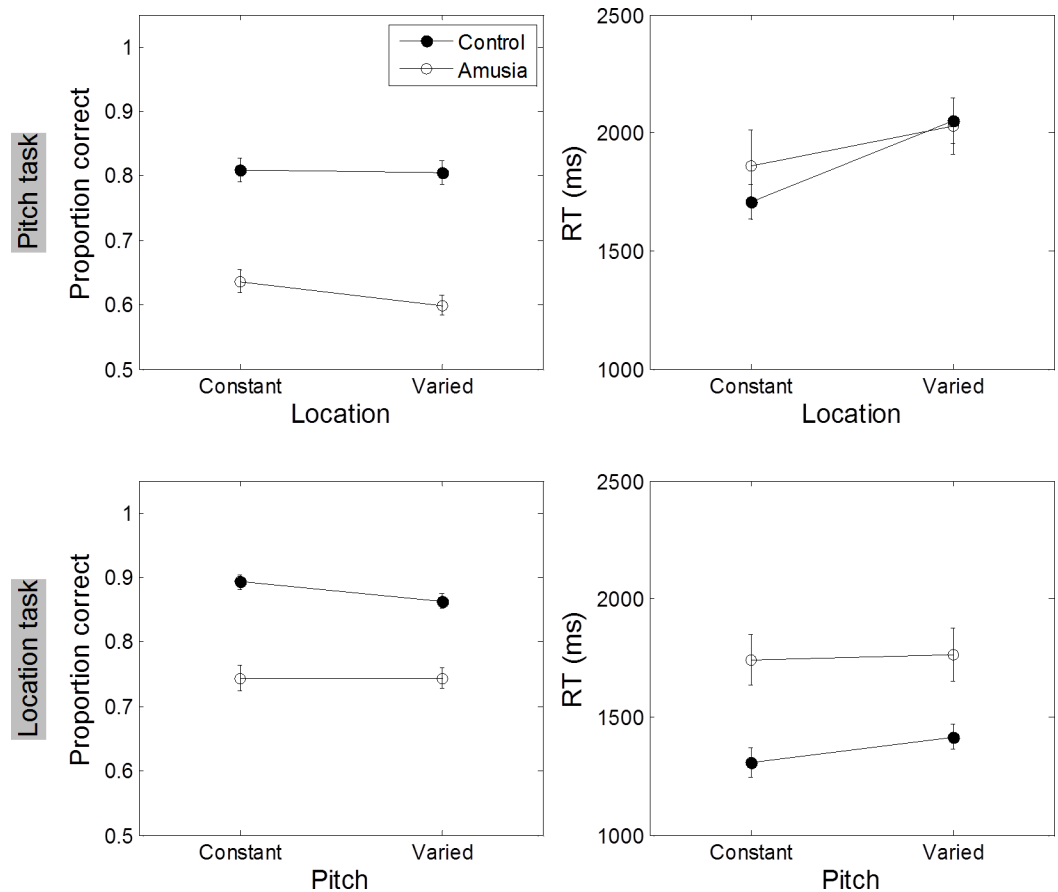 Pitch task
Proportion correct
1
0.9
0.8
0.7
0.6
0.5
Control
Amusia
Constant
Varied
Location
RT (ms)
2500
2000
1500
1000
Constant
Varied
Location
Location task
Proportion correct
1
0.9
0.8
0.7
0.6
0.5
Constant
Varied
Pitch
RT (ms)
2500
2000
1500
1000
Constant
Varied
Pitch